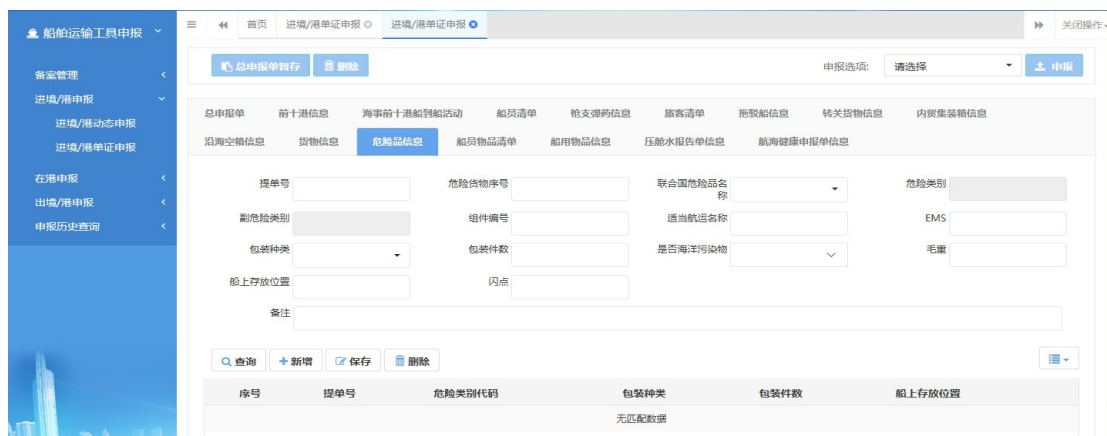 船舶运输工具申报
首页 进境/港单证申报 进境/港单证申报 关闭操作
总申报单暂存 删除 申报选项: 请选择 申报
备案管理
进境/港申报
进境/港动态申报
进境/港单证申报
在港申报
出境/港申报
申报历史查询
总申报单 前十港信息 海事前十港船到船活动 船员清单 枪支弹药信息 旅客清单 拖驳船信息 转关货物信息 内贸集装箱信息
沿海空箱信息 货物信息 危险品信息 船员物品清单 船用物品信息 压舱水报告单信息 航海健康申报单信息
提单号 危险货物序号 联合国危险品名称 危险类别
副危险类别 组件编号 适当航运名称 EMS
包装种类 包装件数 是否海洋污染物 毛重
船上存放位置 闪点
备注
查询 新增 保存 删除
序号 提单号 危险类别代码 包装种类 包装件数 船上存放位置
无匹配数据